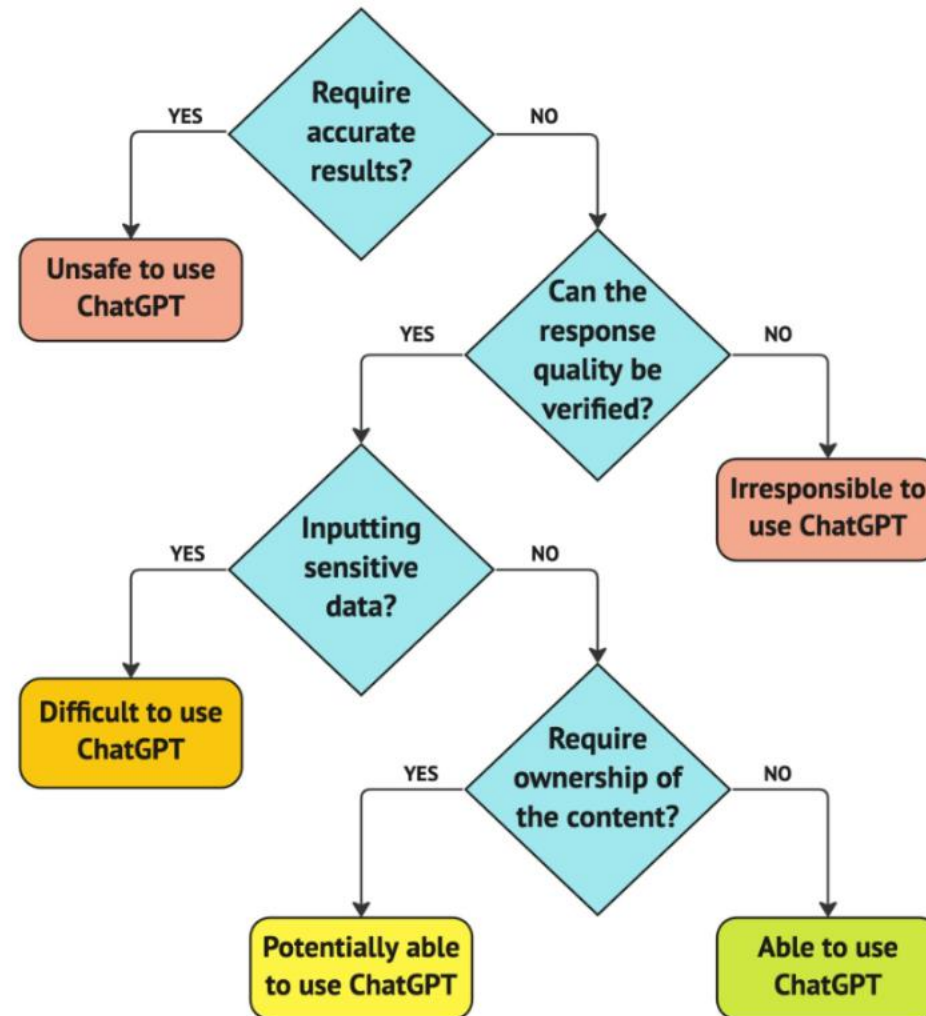 Require
accurate
results?
YES
NO
Unsafe to use
ChatGPT
Can the
response
quality be
verified?
YES
NO
Irresponsible to
use ChatGPT
Inputting
sensitive
data?
YES
NO
Difficult to use
ChatGPT
Require
ownership of
the content?
YES
NO
Potentially able
to use ChatGPT
Able to use
ChatGPT